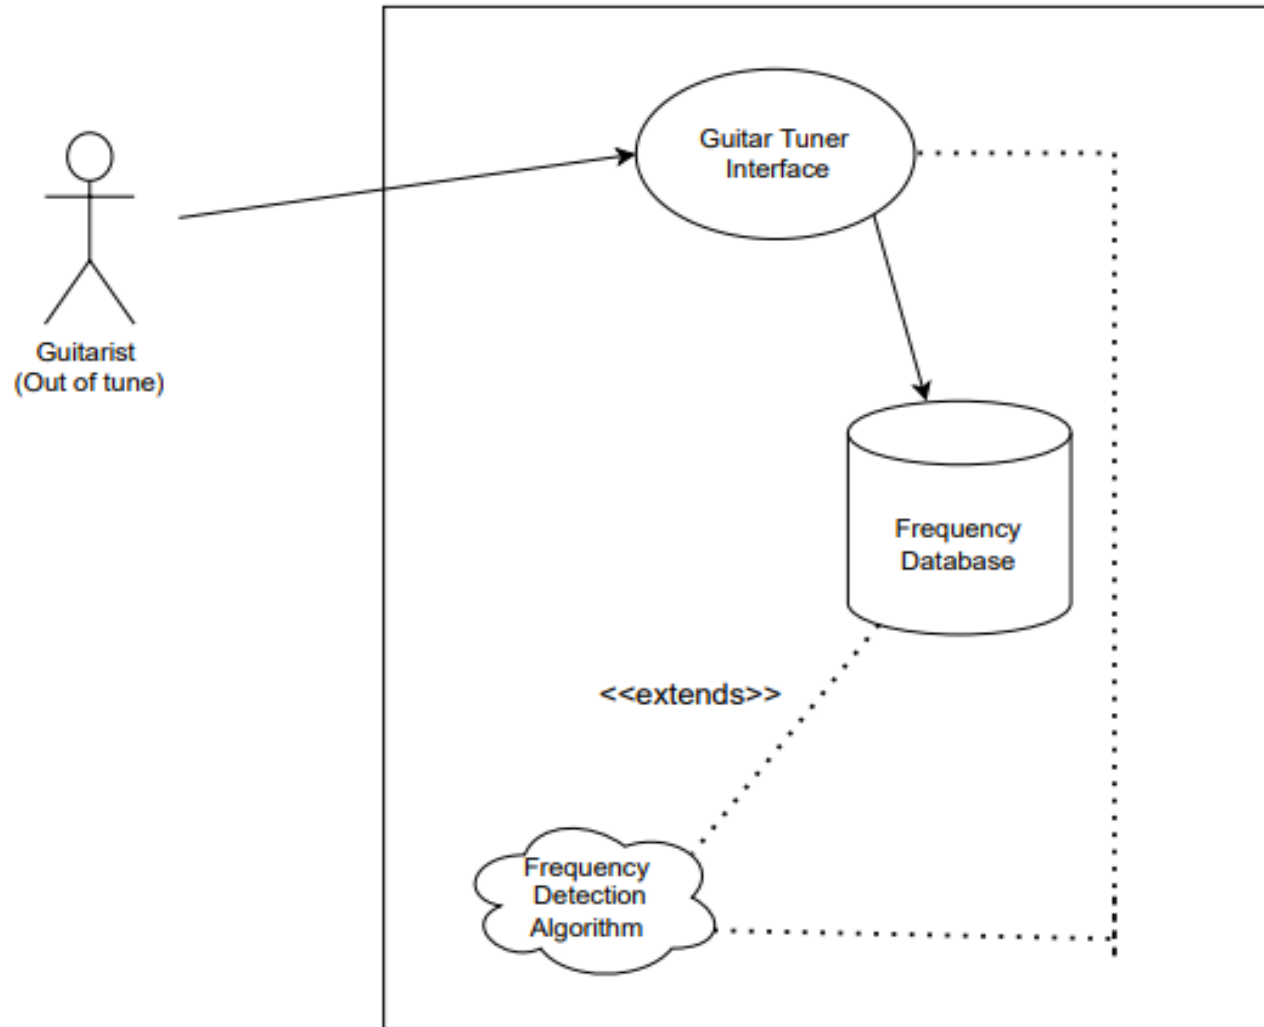 Guitar Tuner
Interface
Guitarist
(Out of tune)
Frequency
Database
<<extends>>
Frequency
Detection
Algorithm